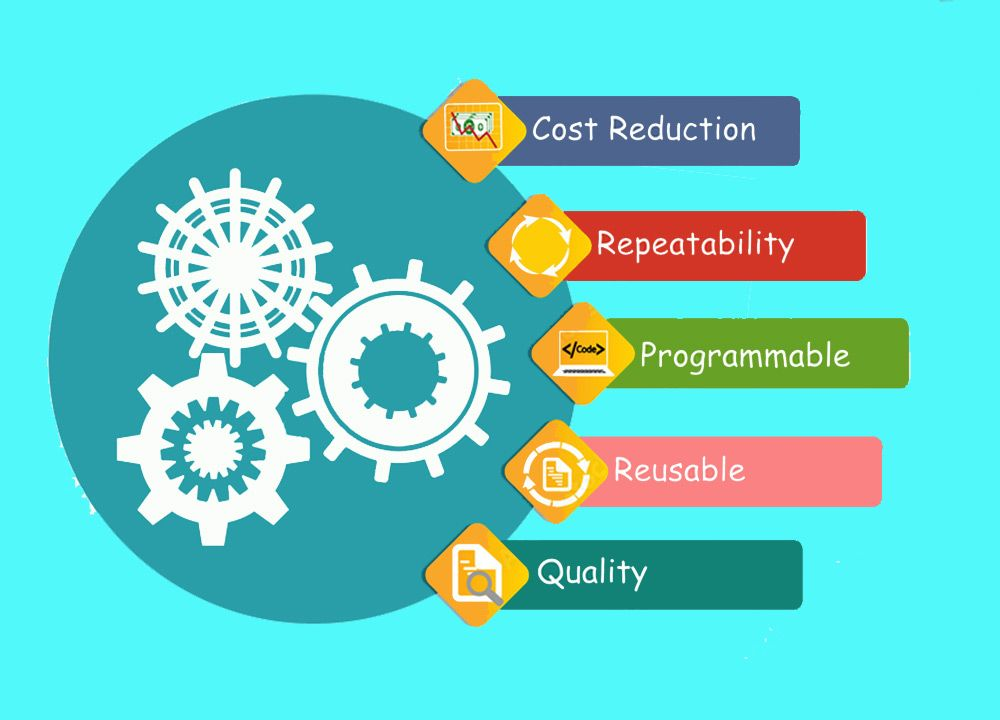 Cost Reduction
Repeatability
</Code>
Programmable
Reusable
Quality